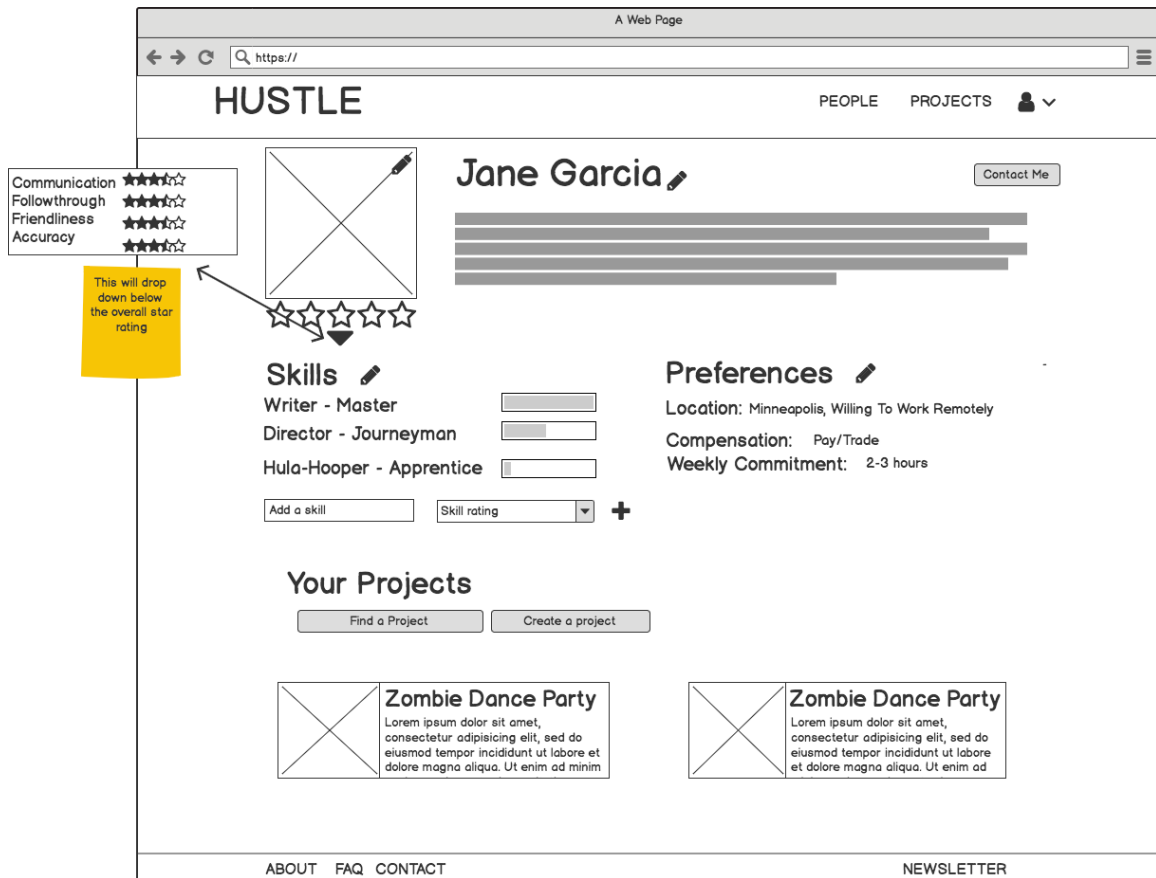 A Web Page
https://
HUSTLE
PEOPLE PROJECTS
Communication
Followthrough
Friendliness
Accuracy
This will drop
down below
the overall star
rating
Jane Garcia
Contact Me
Skills
Writer - Master
Director - Journeyman
Hula-Hooper - Apprentice
Add a skill
Skill rating
Preferences
Location: Minneapolis, Willing To Work Remotely
Compensation: Pay/Trade
Weekly Commitment: 2-3 hours
Your Projects
Find a Project
Create a project
Zombie Dance Party
Lorem ipsum dolor sit amet,
consectetur adipisicing elit, sed do
eiusmod tempor incididunt ut labore et
dolore magna aliqua. Ut enim ad minim
Zombie Dance Party
Lorem ipsum dolor sit amet,
consectetur adipisicing elit, sed do
eiusmod tempor incididunt ut labore
et dolore magna aliqua. Ut enim ad
ABOUT FAQ CONTACT
NEWSLETTER